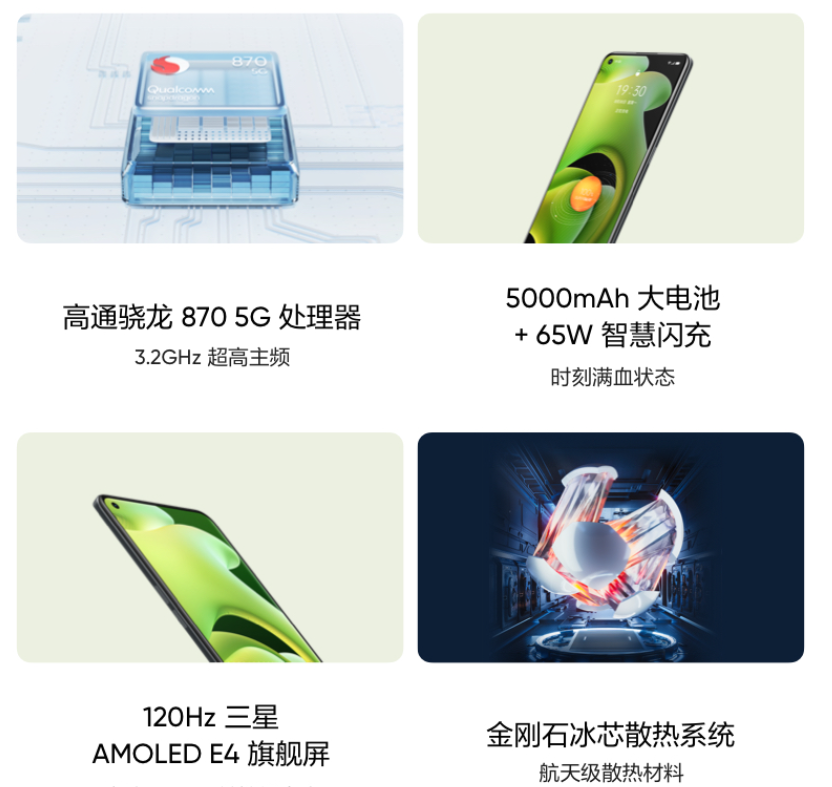 870
5G
Qualcomm
snapdragon
19:30
高通骁龙 870 5G 处理器
3.2GHz 超高主频
5000mAh 大电池
+ 65W 智慧闪充
时刻满血状态
120Hz 三星
AMOLED E4 旗舰屏
金刚石冰芯散热系统
航天级散热材料